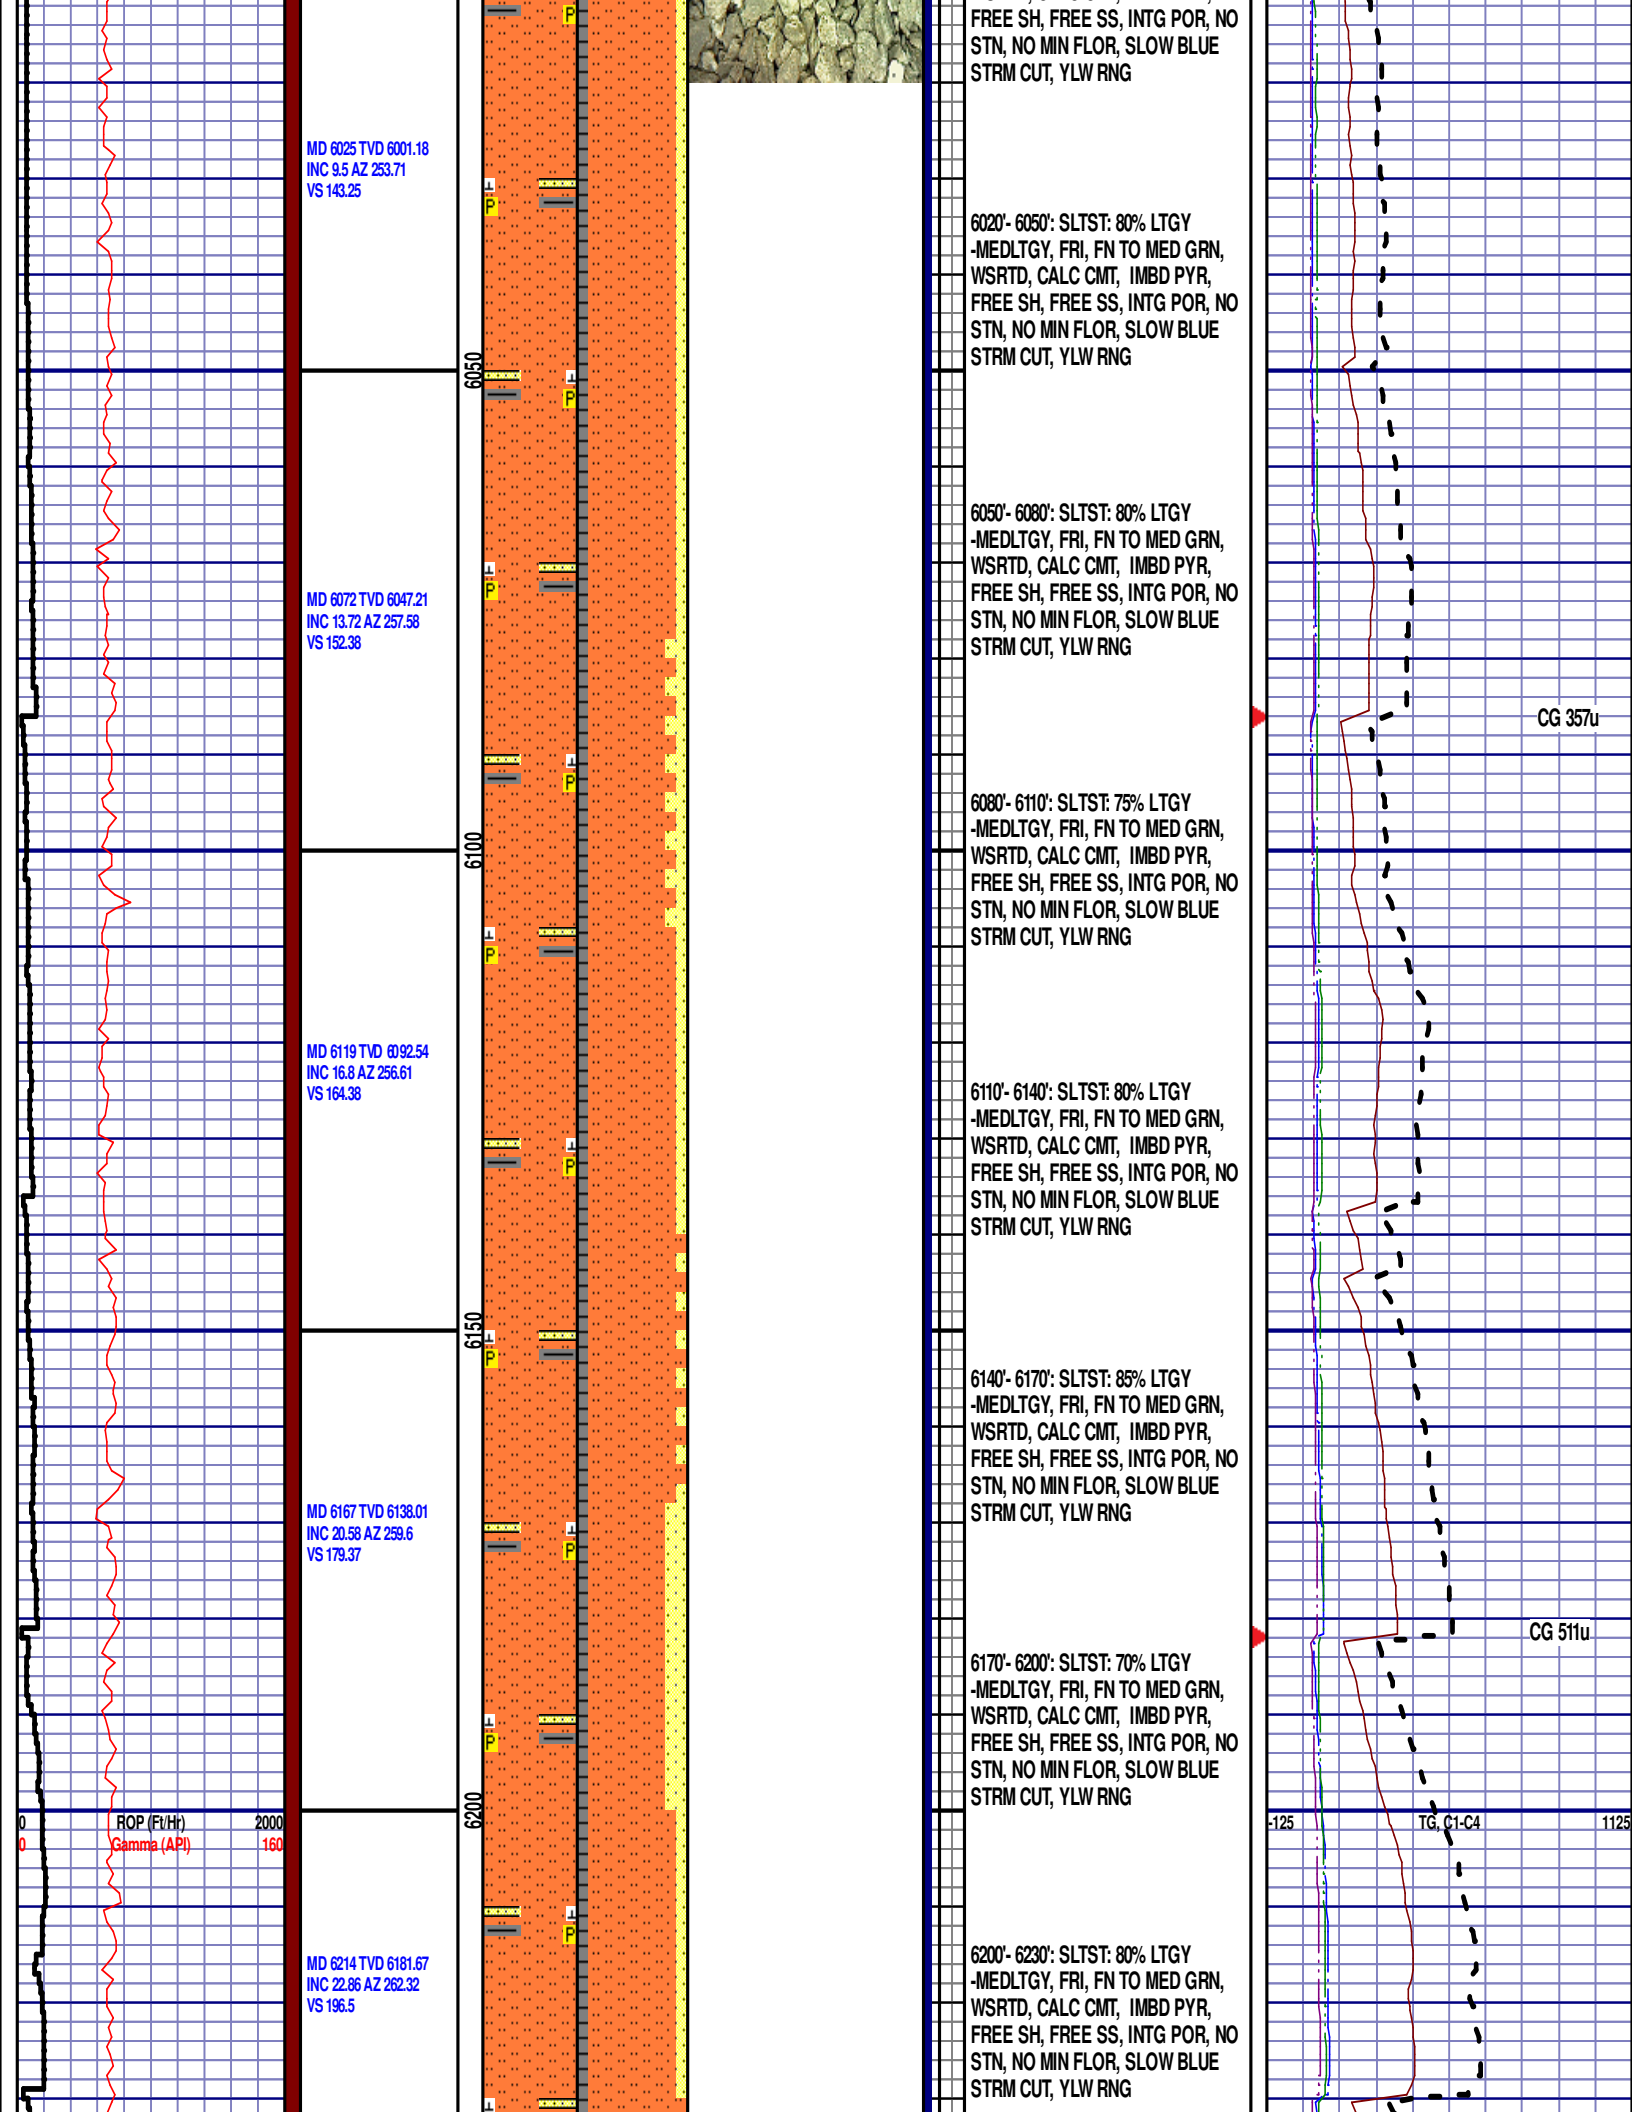 FREE SH, FREE SS, INTG POR, NO
STN, NO MIN FLOR, SLOW BLUE
STRM CUT, YLW RNG
P
MD 6025 TVD 6001.18
INC 9.5 AZ 253.71
VS 143.25
P
6020'- 6050': SLTST: 80% LTGY
-MEDLTGY, FRI, FN TO MED GRN,
WSRTD, CALC CMT, IMBD PYR,
FREE SH, FREE SS, INTG POR, NO
STN, NO MIN FLOR, SLOW BLUE
STRM CUT, YLW RNG
6050
P
6050'- 6080': SLTST: 80% LTGY
-MEDLTGY, FRI, FN TO MED GRN,
WSRTD, CALC CMT, IMBD PYR,
FREE SH, FREE SS, INTG POR, NO
STN, NO MIN FLOR, SLOW BLUE
STRM CUT, YLW RNG
P
MD 6072 TVD 6047.21
INC 13.72 AZ 257.58
VS 152.38
CG 357u
P
6080'- 6110': SLTST: 75% LTGY
-MEDLTGY, FRI, FN TO MED GRN,
WSRTD, CALC CMT, IMBD PYR,
FREE SH, FREE SS, INTG POR, NO
STN, NO MIN FLOR, SLOW BLUE
STRM CUT, YLW RNG
6100
P
MD 6119 TVD 6092.54
INC 16.8 AZ 256.61
VS 164.38
6110'- 6140': SLTST: 80% LTGY
-MEDLTGY, FRI, FN TO MED GRN,
WSRTD, CALC CMT, IMBD PYR,
FREE SH, FREE SS, INTG POR, NO
STN, NO MIN FLOR, SLOW BLUE
STRM CUT, YLW RNG
P
6150
P
6140'- 6170': SLTST: 85% LTGY
-MEDLTGY, FRI, FN TO MED GRN,
WSRTD, CALC CMT, IMBD PYR,
FREE SH, FREE SS, INTG POR, NO
STN, NO MIN FLOR, SLOW BLUE
STRM CUT, YLW RNG
MD 6167 TVD 6138.01
INC 20.58 AZ 259.6
VS 179.37
P
CG 511u
6170'- 6200': SLTST: 70% LTGY
-MEDLTGY, FRI, FN TO MED GRN,
WSRTD, CALC CMT, IMBD PYR,
FREE SH, FREE SS, INTG POR, NO
STN, NO MIN FLOR, SLOW BLUE
STRM CUT, YLW RNG
P
6200
0 ROP (Ft/Hr) 2000
0 Gamma (API) 160
-125 TG, C1-C4 1125
P
MD 6214 TVD 6181.67
INC 22.86 AZ 262.32
VS 196.5
6200'- 6230': SLTST: 80% LTGY
-MEDLTGY, FRI, FN TO MED GRN,
WSRTD, CALC CMT, IMBD PYR,
FREE SH, FREE SS, INTG POR, NO
STN, NO MIN FLOR, SLOW BLUE
STRM CUT, YLW RNG